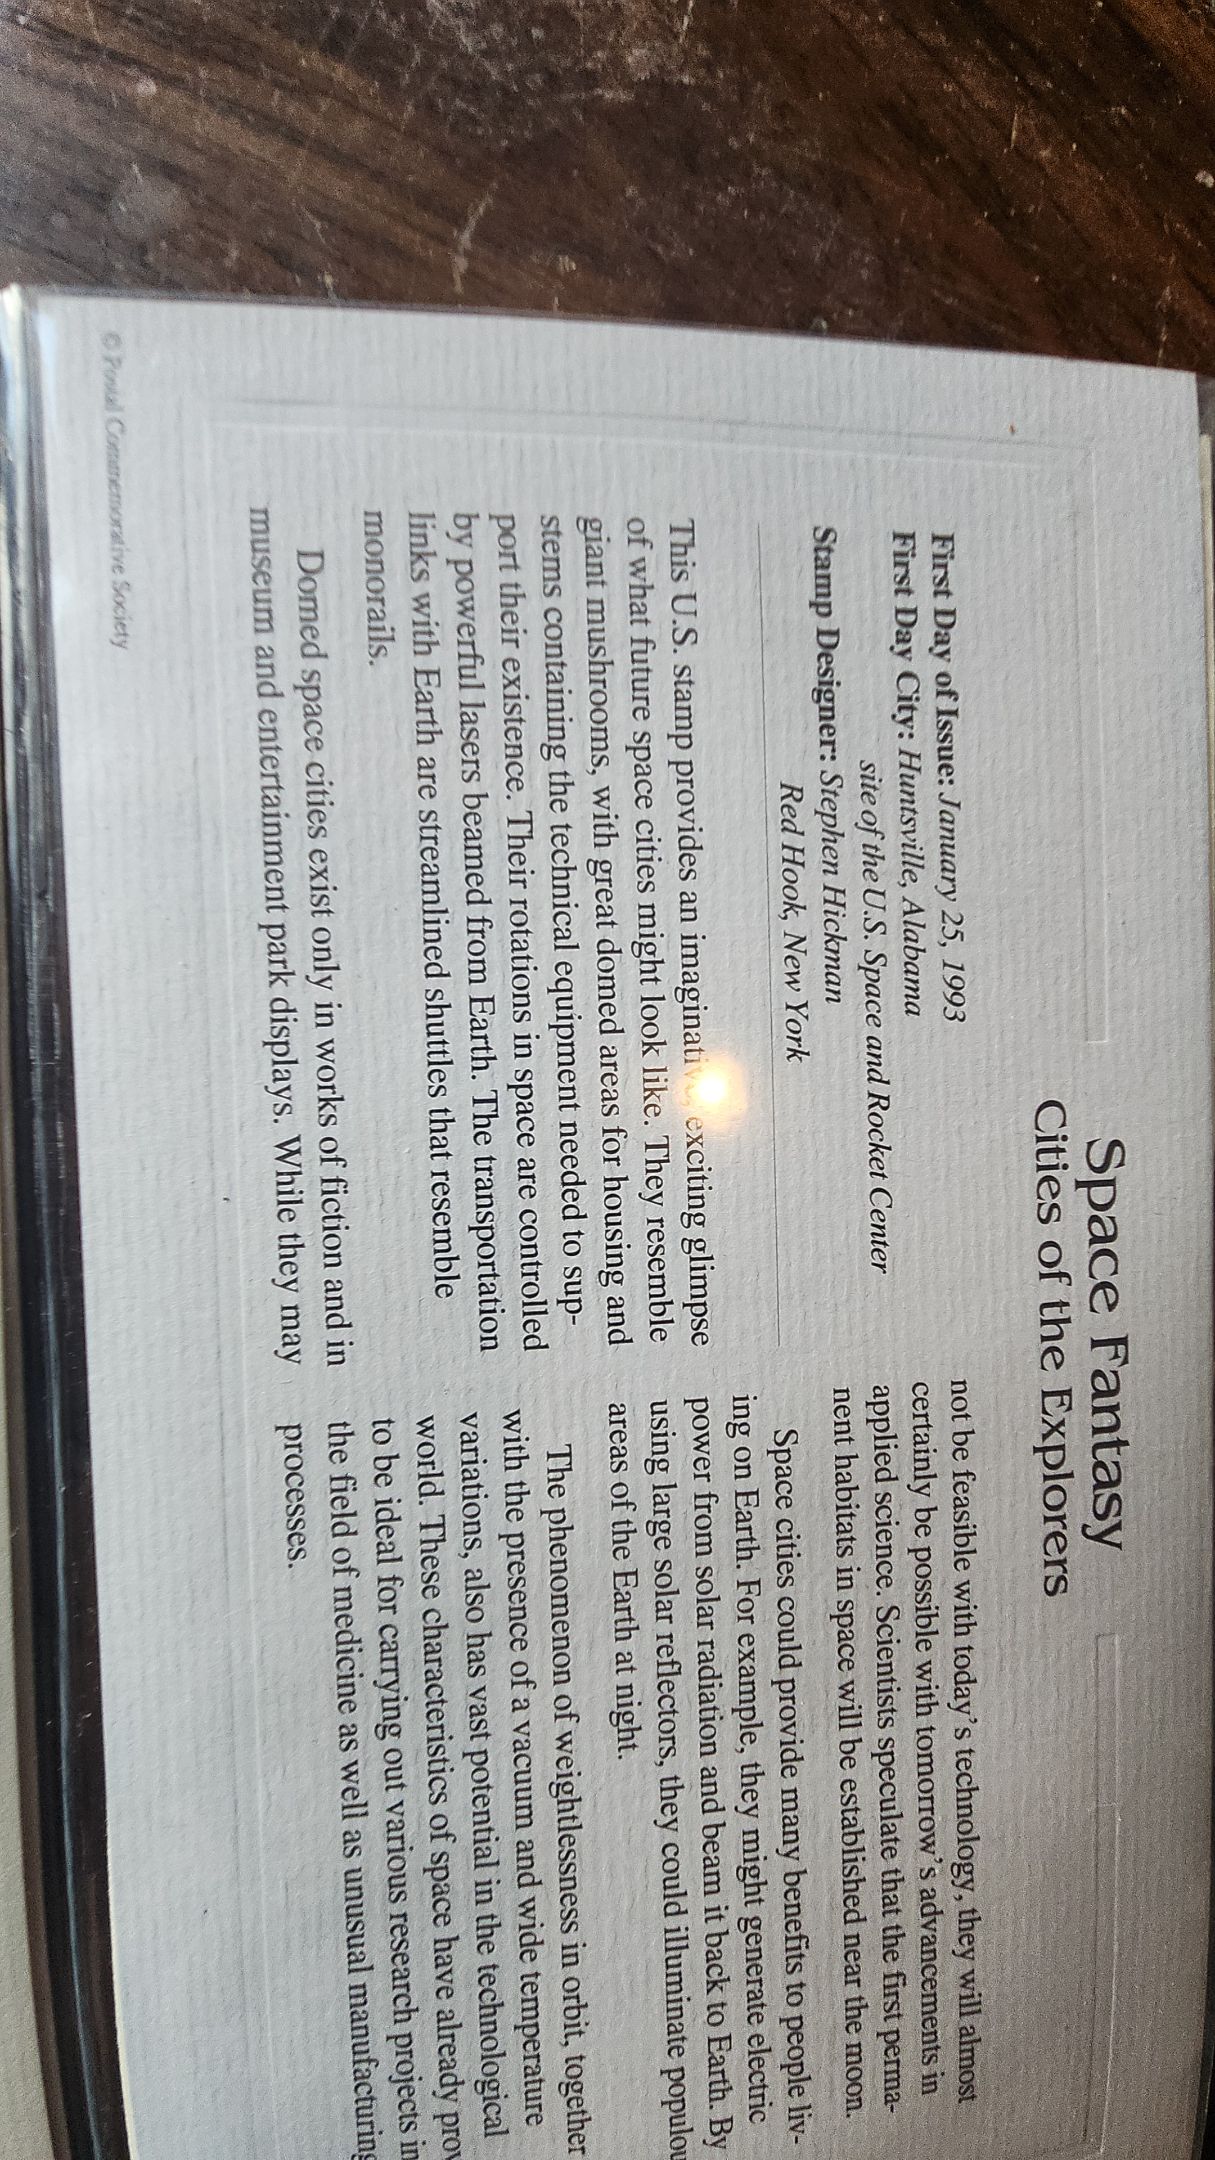 Space Fantasy
Cities of the Explorers
First Day of Issue: January 25, 1993
First Day City: Huntsville, Alabama
site of the U.S. Space and Rocket Center
Stamp Designer: Stephen Hickman
Red Hook, New York
This U.S. stamp provides an imaginative, exciting glimpse
of what future space cities might look like. They resemble
giant mushrooms, with great domed areas for housing and
stems containing the technical equipment needed to sup-
port their existence. Their rotations in space are controlled
by powerful lasers beamed from Earth. The transportation
links with Earth are streamlined shuttles that resemble
monorails.
Domed space cities exist only in works of fiction and in
museum and entertainment park displays. While they may
not be feasible with today's technology, they will almost
certainly be possible with tomorrow's advancements in
applied science. Scientists speculate that the first perma-
nent habitats in space will be established near the moon.
Space cities could provide many benefits to people liv-
ing on Earth. For example, they might generate electric
power from solar radiation and beam it back to Earth. By
using large solar reflectors, they could illuminate populou
areas of the Earth at night.
The phenomenon of weightlessness in orbit, together
with the presence of a vacuum and wide temperature
variations, also has vast potential in the technological
world. These characteristics of space have already prov
to be ideal for carrying out various research projects in
the field of medicine as well as unusual manufacturing
processes.
© Postal Commemorative Society